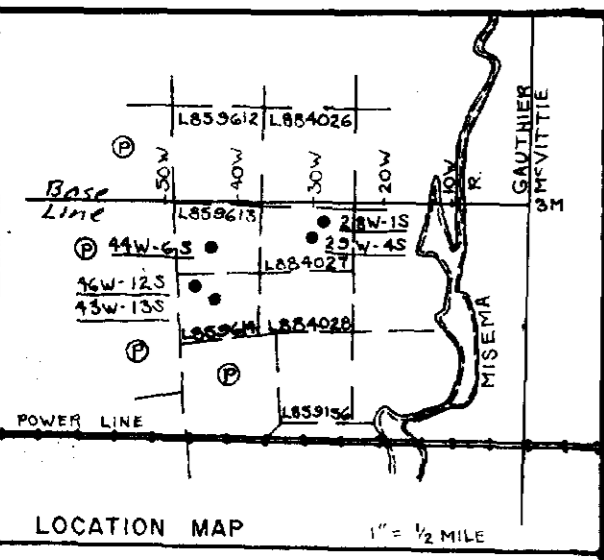 L859612 L884026
GAUTHIER
McVITTIE
P
50W 40W 30W 20W 10W R.
Base
Line
L859613
3M
28W-1S
P 44W-6S
29W-4S
L884027
46W-12S
43W-13S
L859614 L884028
MISEMA
P
P
L859156
POWER LINE
LOCATION MAP
1" = ½ MILE